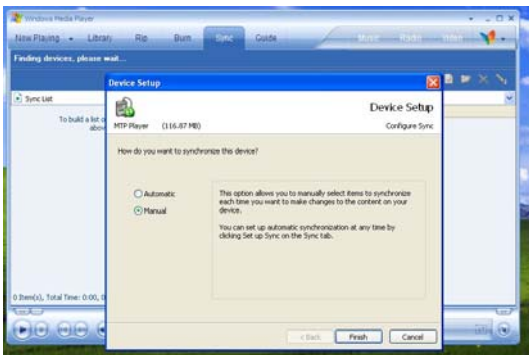 Windows Media Player
Now Playing Library Rip Burn Sync Guide Music Radio
Finding devices, please wait...
Device Setup
Sync List
Device Setup
MTP Player (116.87 MB)
Configure Sync
To build a list o
abov
How do you want to synchronize this device?
Automatic
Manual
This option allows you to manually select items to synchronize
each time you want to make changes to the content on your
device.
You can set up automatic synchronization at any time by
clicking Set up Sync on the Sync tab.
0 Item(s), Total Time: 0:00, 0
< Back Finish Cancel